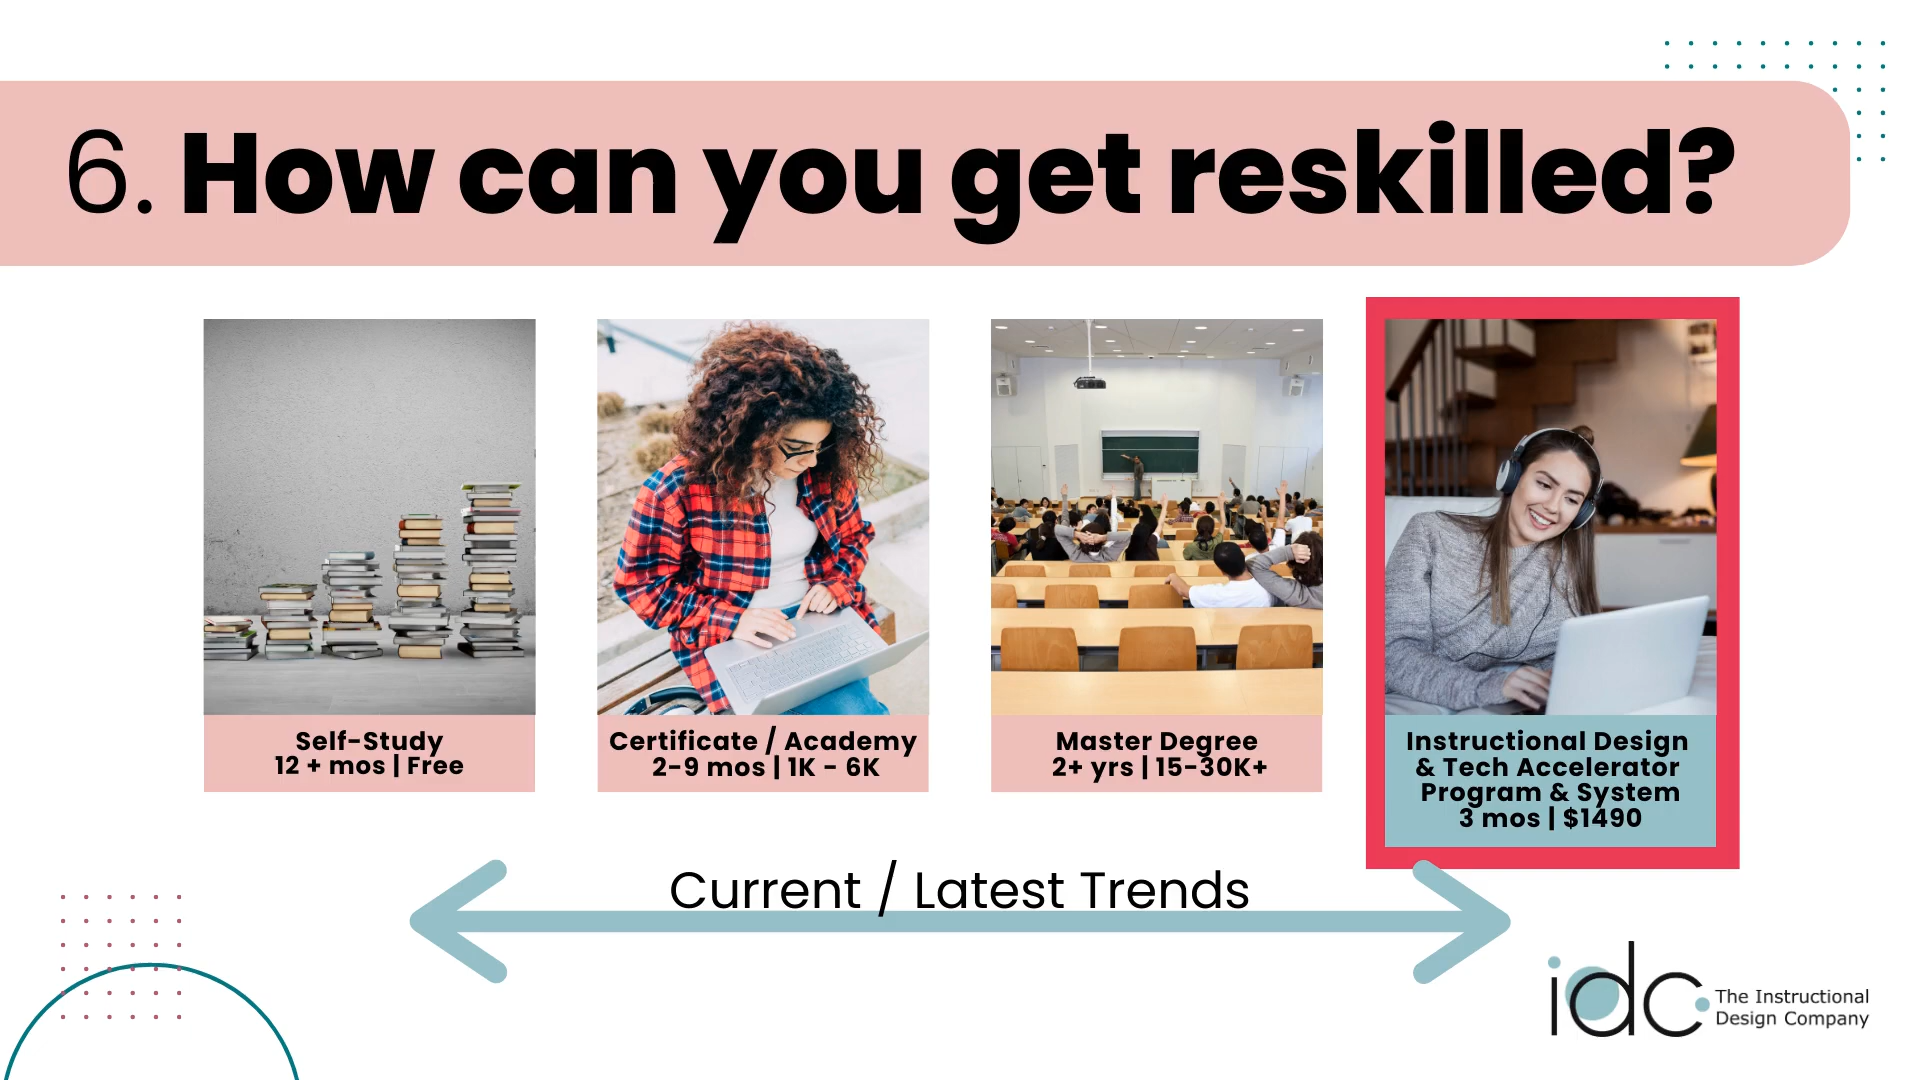 6. How can you get reskilled?
Self-Study
12 + mos | Free
Certificate / Academy
2-9 mos | 1K - 6K
Master Degree
2+ yrs | 15-30K+
Instructional Design
& Tech Accelerator
Program & System
3 mos | $1490
Current / Latest Trends
idc
The Instructional
Design Company